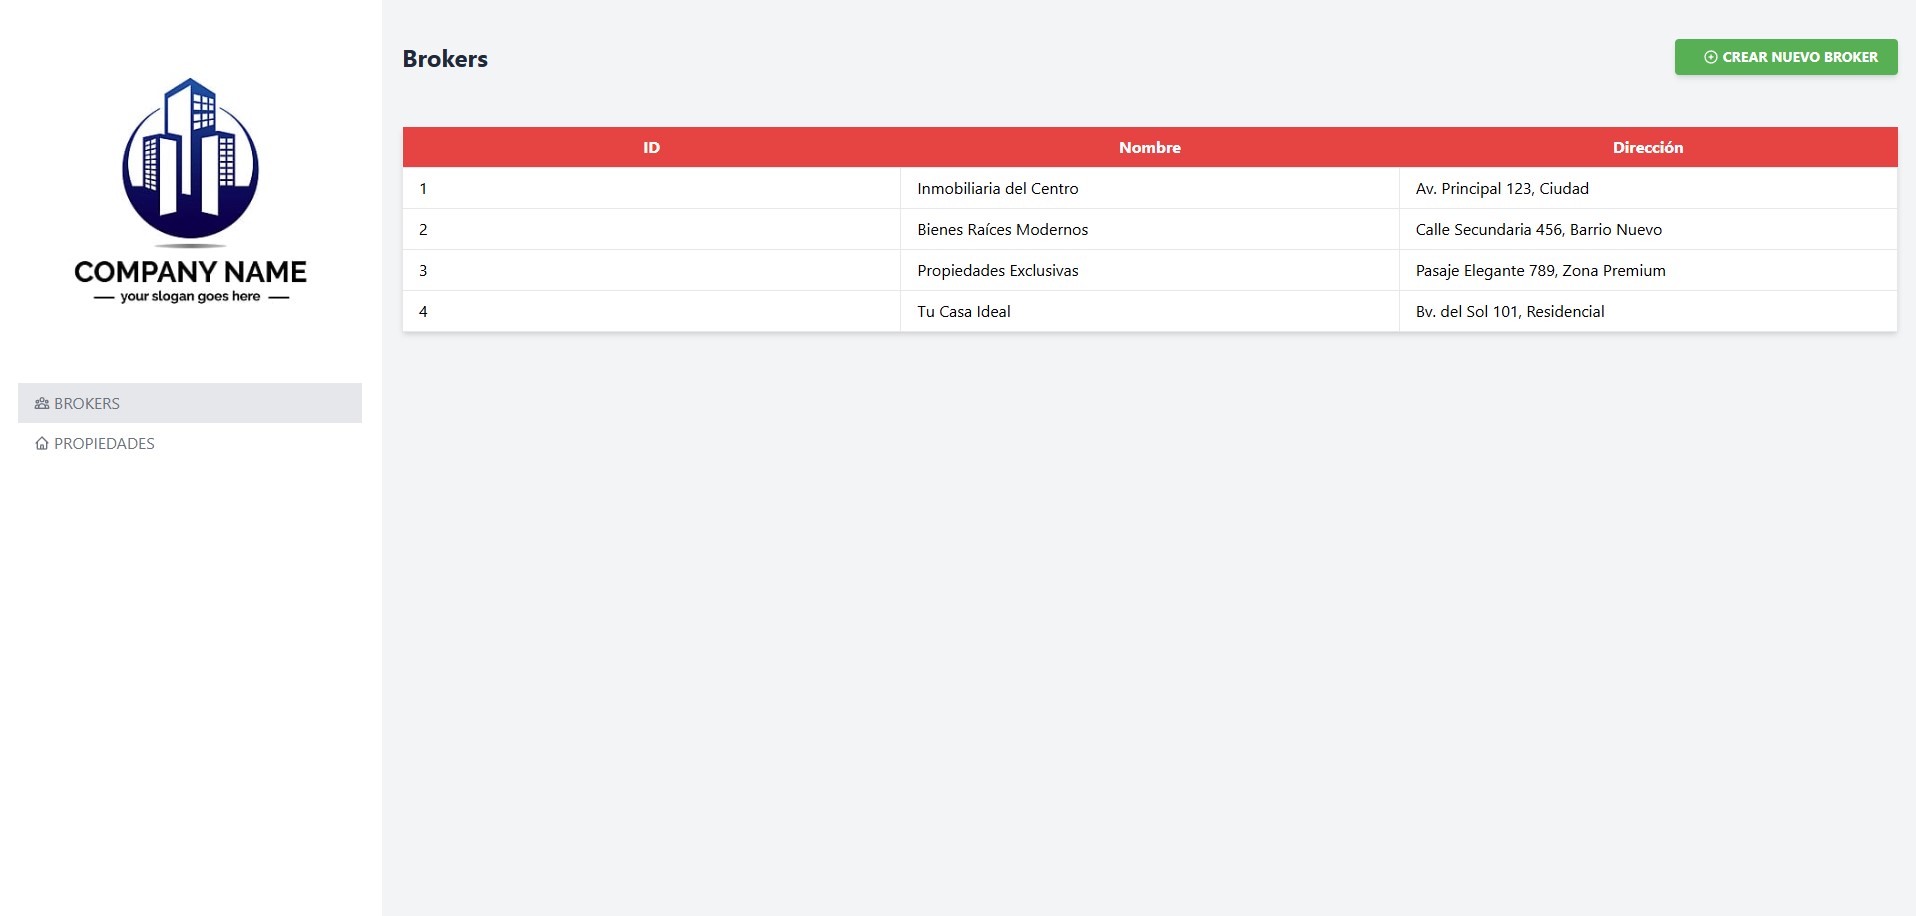 COMPANY NAME
your slogan goes here
BROKERS
PROPIEDADES
Brokers
CREAR NUEVO BROKER
ID Nombre Dirección
1 Inmobiliaria del Centro Av. Principal 123, Ciudad
2 Bienes Raíces Modernos Calle Secundaria 456, Barrio Nuevo
3 Propiedades Exclusivas Pasaje Elegante 789, Zona Premium
4 Tu Casa Ideal Bv. del Sol 101, Residencial